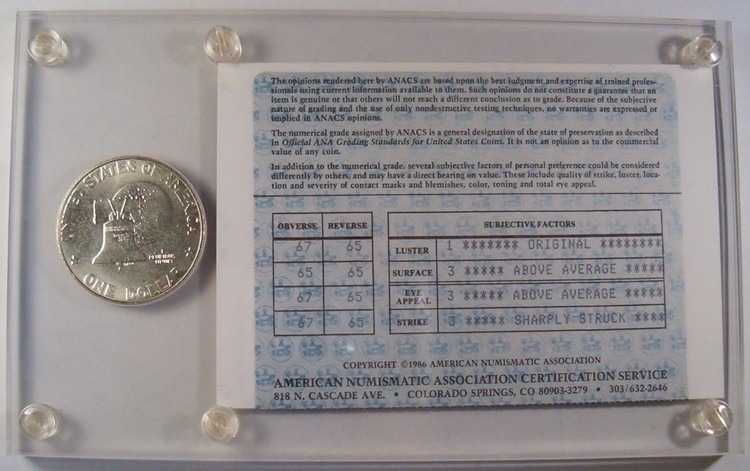 UNITED STATES OF AMERICA
E PLURIBUS
UNUM
ONE DOLLAR
The opinions rendered here by ANACS are based upon the best judgment and expertise of trained profes-
sionals using current information available to them. Such opinions do not constitute a guarantee that an
item is genuine or that others will not reach a different conclusion as to grade. Because of the subjective
nature of grading and the use of only nondestructive testing techniques, no warranties are expressed or
implied in ANACS opinions.
The numerical grade assigned by ANACS is a general designation of the state of preservation as described
in Official ANA Grading Standards for United States Coins. It is not an opinion as to the commercial
value of any coin.
In addition to the numerical grade, several subjective factors of personal preference could be considered
differently by others, and may have a direct bearing on value. These include quality of strike, luster, loca-
tion and severity of contact marks and blemishes, color, toning and total eye appeal.
OBVERSE REVERSE SUBJECTIVE FACTORS
67 65 LUSTER 1 ******* ORIGINAL ********
65 65 SURFACE 3 ***** ABOVE AVERAGE *****
67 65 EYE APPEAL 3 ***** ABOVE AVERAGE *****
67 65 STRIKE 3 ***** SHARPLY STRUCK ****
COPYRIGHT ©1986 AMERICAN NUMISMATIC ASSOCIATION
AMERICAN NUMISMATIC ASSOCIATION CERTIFICATION SERVICE
818 N. CASCADE AVE. • COLORADO SPRINGS, CO 80903-3279 • 303/632-2646